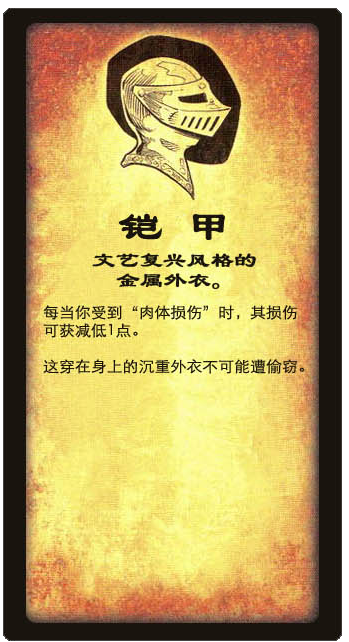 铠 甲
文艺复兴风格的
金属外衣。
每当你受到“肉体损伤”时，其损伤
可获减低1点。
这穿在身上的沉重外衣不可能遭偷窃。